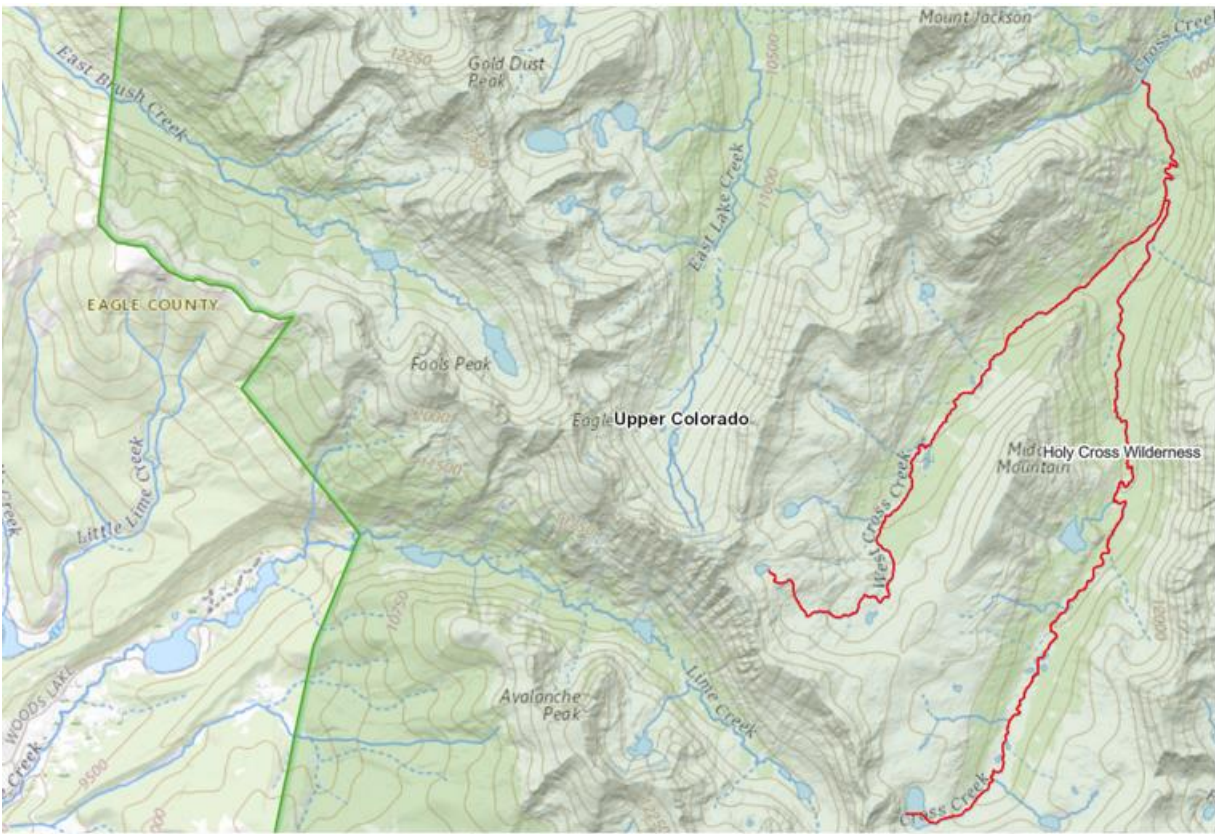 Mount Jackson
Cross Creek
East Brush Creek
12250
Gold Dust
Peak
10500
11000
East Lake Creek
EAGLE COUNTY
Fools Peak
Eagle
Upper Colorado
Holy Cross Wilderness
Mountain
West Cross Creek
Little Lime Creek
Creek
10950
12000
WOODS LAKE
Avalanche
Peak
Lime Creek
Creek
9500
Cross Creek